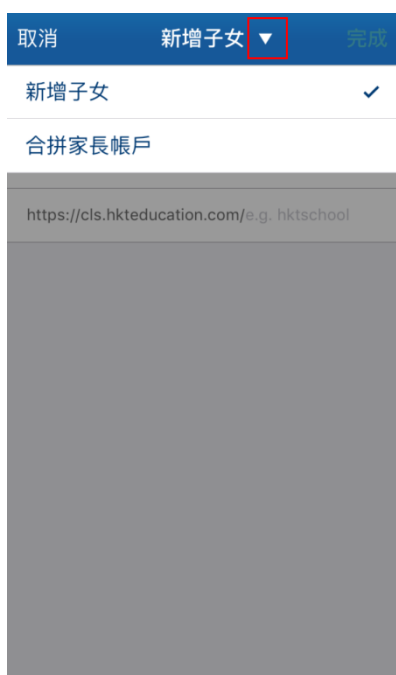 取消 新增子女 ▼ 完成
新增子女 ✓
合拼家長帳戶
https://cls.hkteducation.com/e.g. hktschool